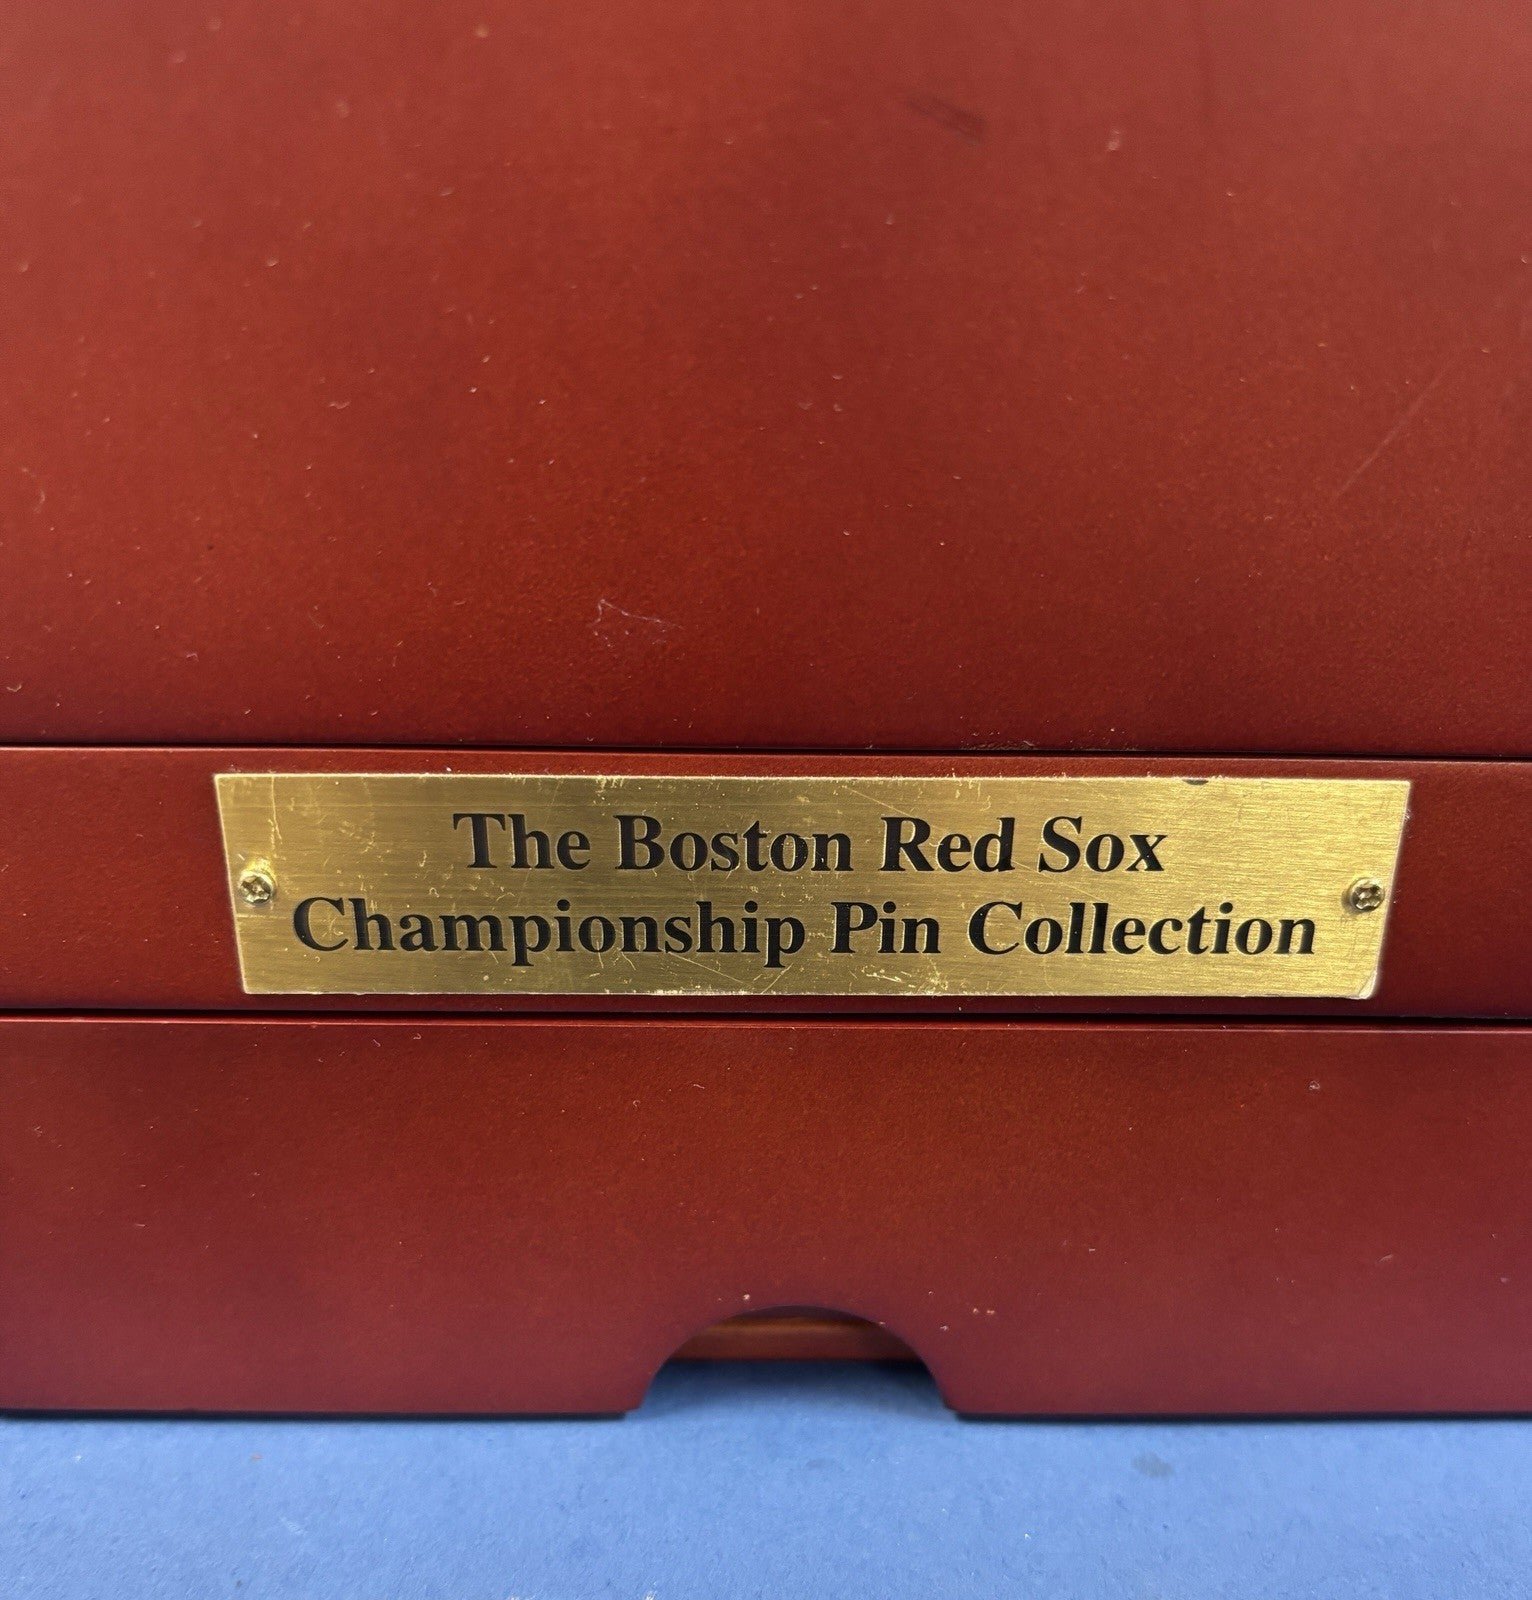 The Boston Red Sox
Championship Pin Collection